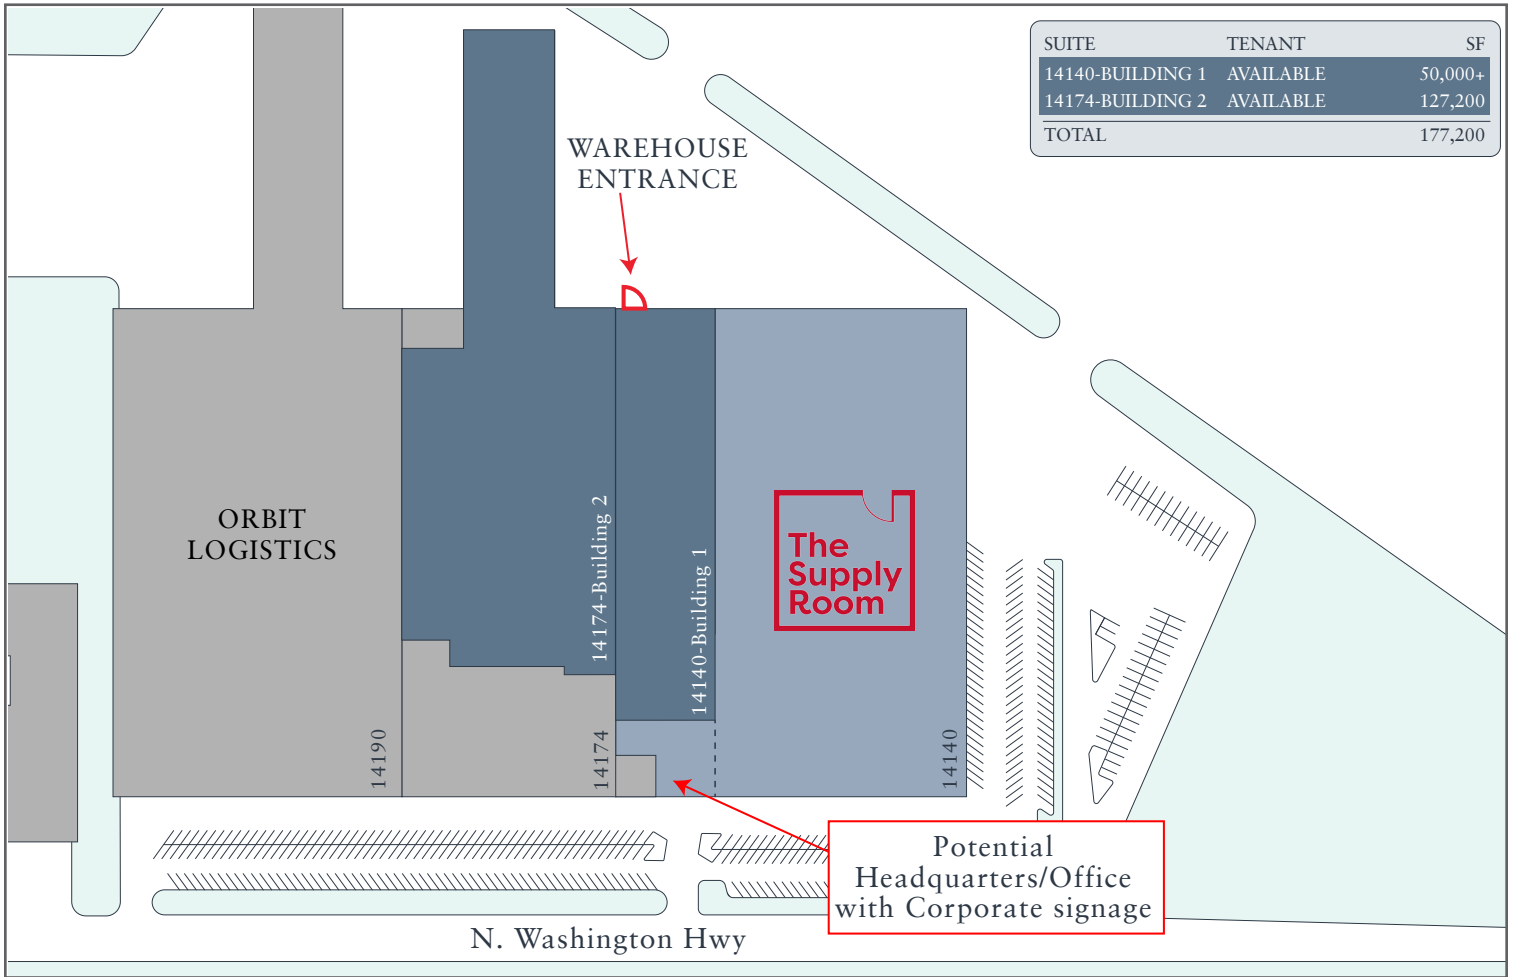 SUITE TENANT SF
14140-BUILDING 1 AVAILABLE 50,000+
14174-BUILDING 2 AVAILABLE 127,200
TOTAL 177,200
WAREHOUSE
ENTRANCE
ORBIT
LOGISTICS
14174-Building 2
14140-Building 1
The
Supply
Room
14190
14174
14140
Potential
Headquarters/Office
with Corporate signage
N. Washington Hwy